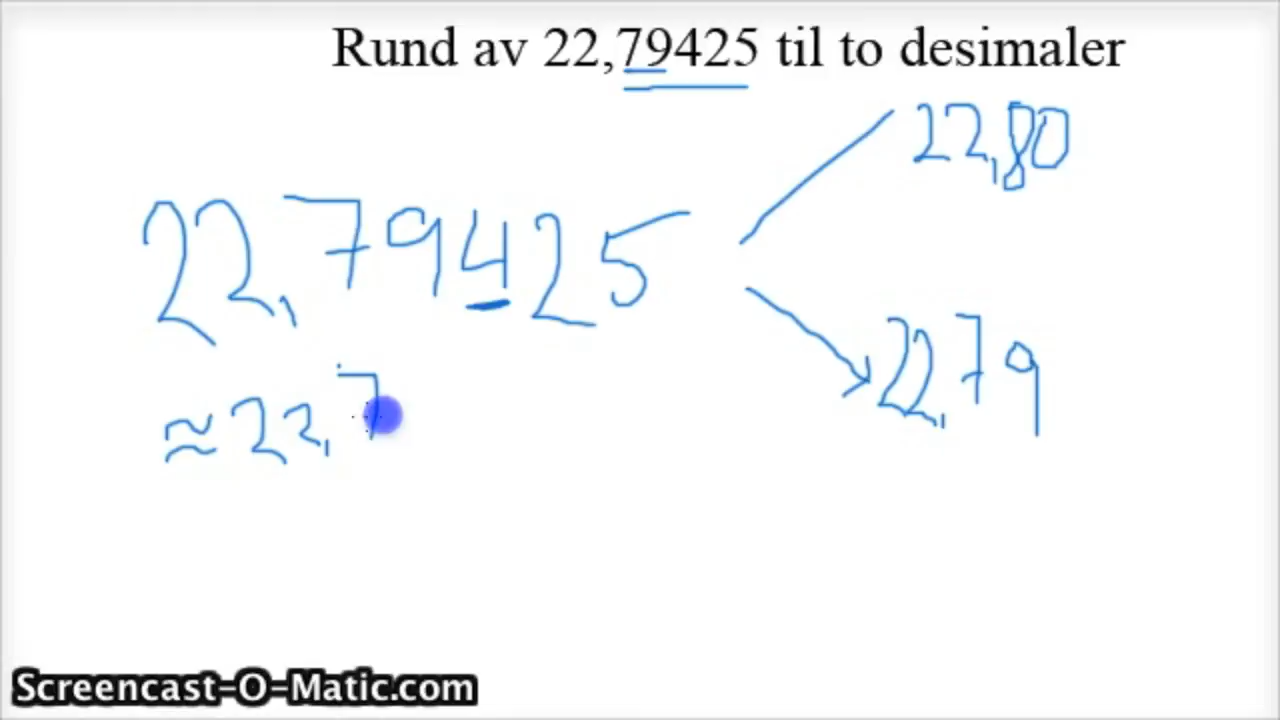 Rund av 22,79425 til to desimaler
22,80
22,79425
22,79
≈22,7
Screencast-O-Matic.com